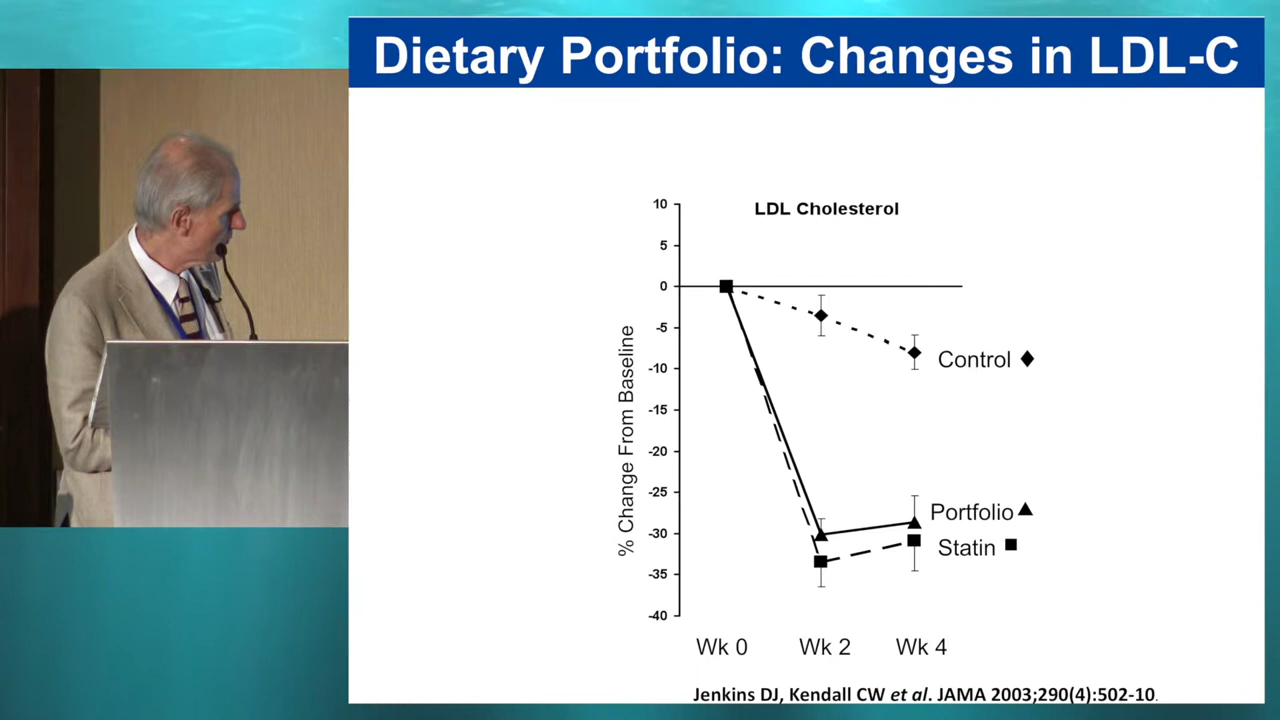 Dietary Portfolio: Changes in LDL-C
LDL Cholesterol
10
5
0
-5
-10
-15
-20
-25
-30
-35
-40
% Change From Baseline
Control
Portfolio
Statin
Wk 0 Wk 2 Wk 4
Jenkins DJ, Kendall CW et al. JAMA 2003;290(4):502-10.